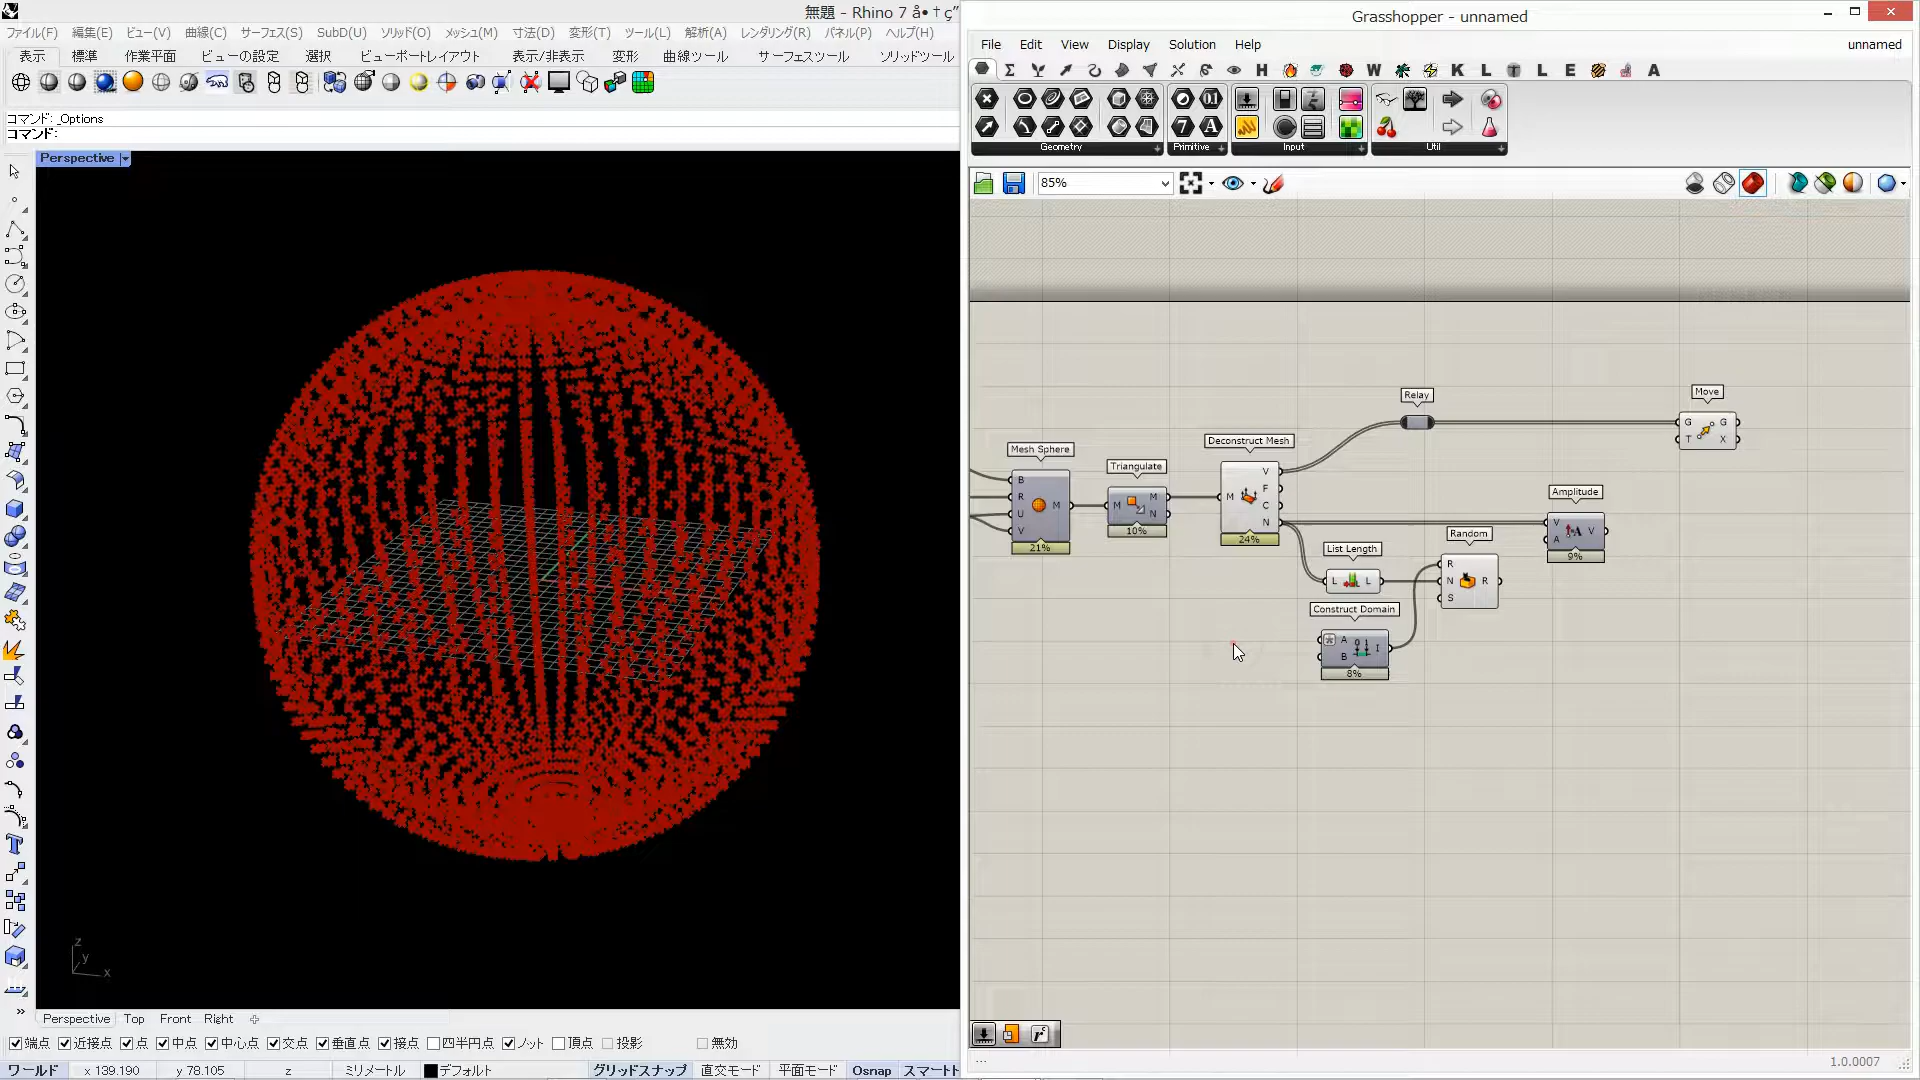 無題 - Rhino 7 å•†ç”
ファイル(F) 編集(E) ビュー(V) 曲線(C) サーフェス(S) SubD(U) ソリッド(O) メッシュ(M) 寸法(D) 変形(T) ツール(L) 解析(A) レンダリング(R) パネル(P) ヘルプ(H)
表示 標準 作業平面 ビューの設定 選択 ビューポートレイアウト 表示/非表示 変形 曲線ツール サーフェスツール ソリッドツール
コマンド: _Options
コマンド:
Perspective
z
y
x
Perspective Top Front Right
端点 近接点 点 中点 中心点 交点 垂直点 接点 四半円点 ノット 頂点 投影 無効
ワールド x 139.190 y 78.105 z ミリメートル デフォルト グリッドスナップ 直交モード 平面モード Osnap スマートト
Grasshopper - unnamed
File Edit View Display Solution Help unnamed
H W K L L E A
Geometry Primitive Input Util
85%
Relay
Move
G G
T X
Mesh Sphere
B
R M
U
V
21%
Triangulate
M M
N
10%
Deconstruct Mesh
V
F
M
C
N
24%
Amplitude
V
A V
9%
List Length
L L
Random
R
N R
S
Construct Domain
A
B I
8%
...
1.0.0007